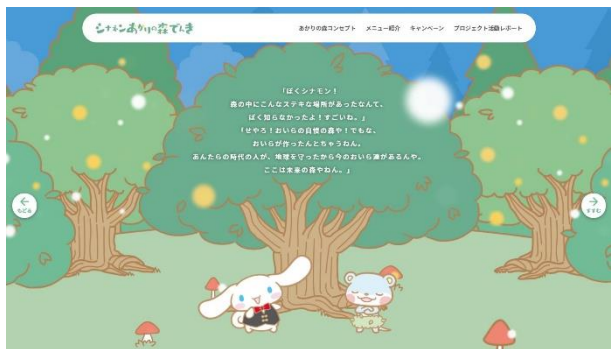 シナモンあかりの森でんき
あかりの森コンセプト
メニュー紹介
キャンペーン
プロジェクト活動レポート
「ぼくシナモン！
森の中にこんなステキな場所があったなんて、
ぼく知らなかったよ！すごいね。」
「せやろ！おいらの自慢の森や！でもな、
おいらが作ったんとちゃうねん。
あんたらの時代の人が、地球を守ったから今のおいら達があるんや。
ここは未来の森やねん。」
もどる
すすむ